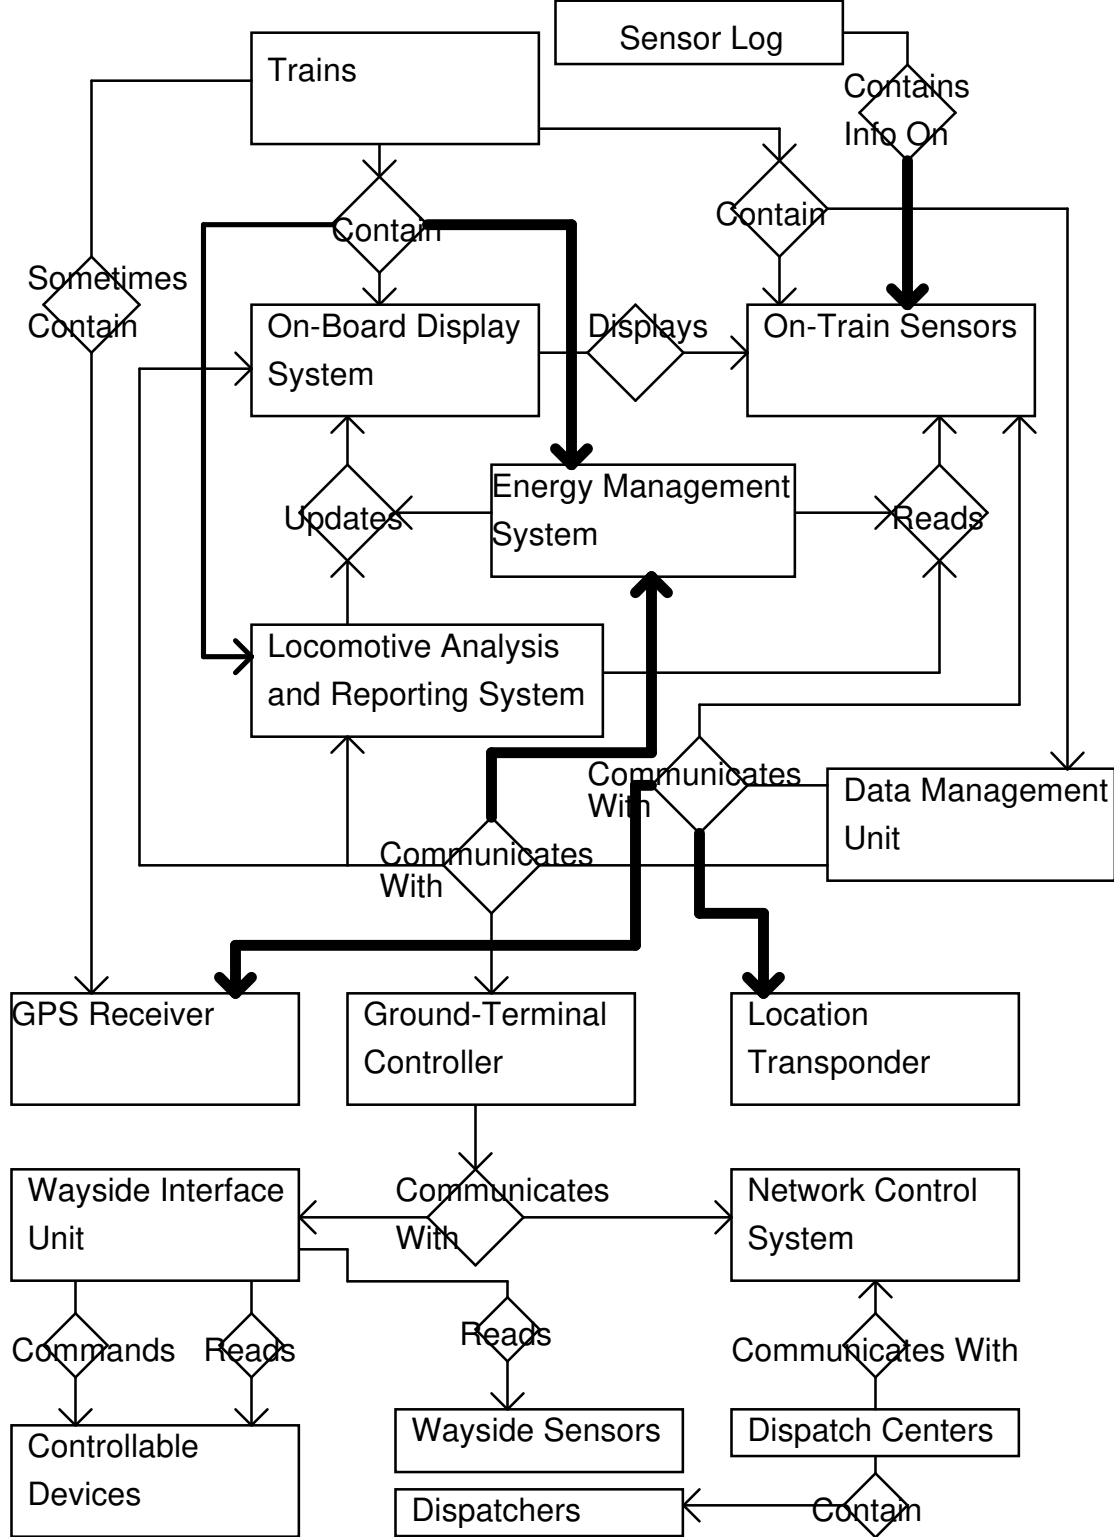 Sensor Log
Trains
Contains
Info On
Contain
Contain
Sometimes
Contain
On-Board Display
System
Displays
On-Train Sensors
Energy Management
System
Updates
Reads
Locomotive Analysis
and Reporting System
Communicates
With
Data Management
Unit
Communicates
With
GPS Receiver
Ground-Terminal
Controller
Location
Transponder
Wayside Interface
Unit
Communicates
With
Network Control
System
Commands
Reads
Reads
Communicates With
Controllable
Devices
Wayside Sensors
Dispatch Centers
Dispatchers
Contain